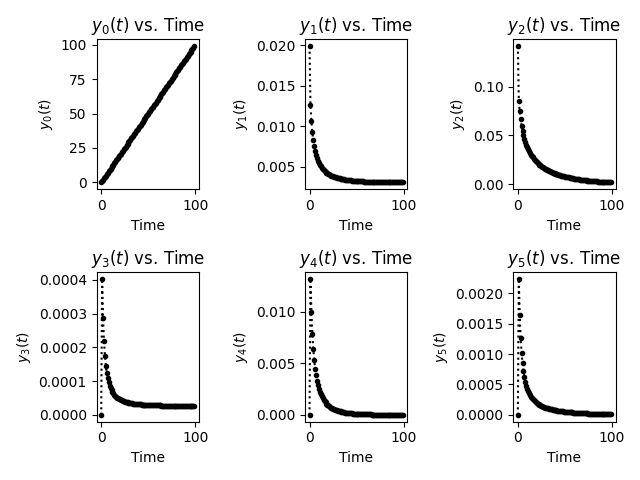 y₀(t) vs. Time
100
75
50
25
0
y₀(t)
0 100
Time
y₁(t) vs. Time
0.020
0.015
0.010
0.005
y₁(t)
0 100
Time
y₂(t) vs. Time
0.10
0.05
0.00
y₂(t)
0 100
Time
y₃(t) vs. Time
0.0004
0.0003
0.0002
0.0001
0.0000
y₃(t)
0 100
Time
y₄(t) vs. Time
0.010
0.005
0.000
y₄(t)
0 100
Time
y₅(t) vs. Time
0.0020
0.0015
0.0010
0.0005
0.0000
y₅(t)
0 100
Time